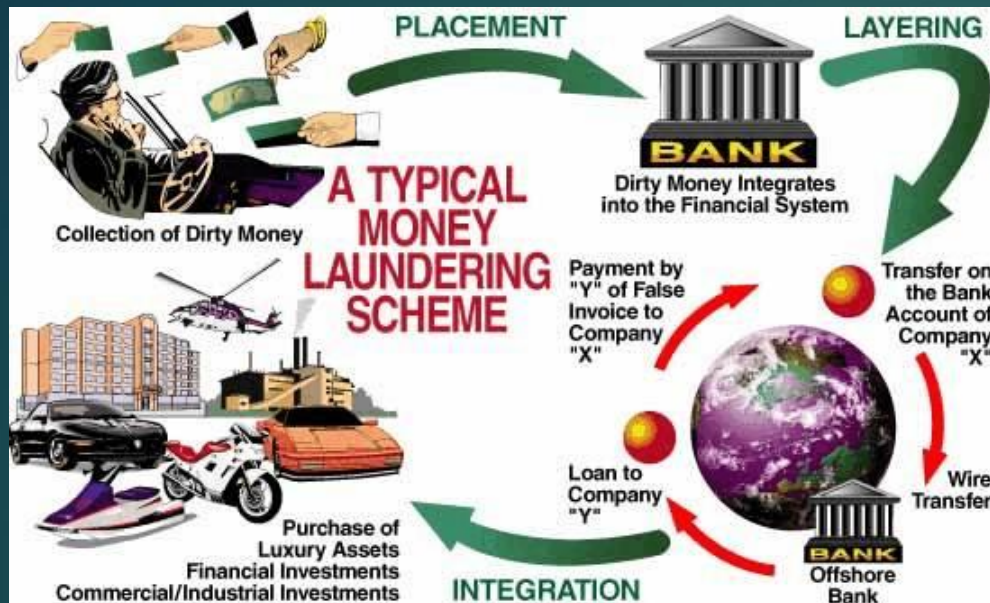 PLACEMENT
LAYERING
BANK
Dirty Money Integrates
into the Financial System
Collection of Dirty Money
A TYPICAL
MONEY
LAUNDERING
SCHEME
Payment by
"Y" of False
Invoice to
Company
"X"
Transfer on
the Bank
Account of
Company
"X"
Loan to
Company
"Y"
Wire
Transfer
BANK
Offshore
Bank
Purchase of
Luxury Assets
Financial Investments
Commercial/Industrial Investments
INTEGRATION